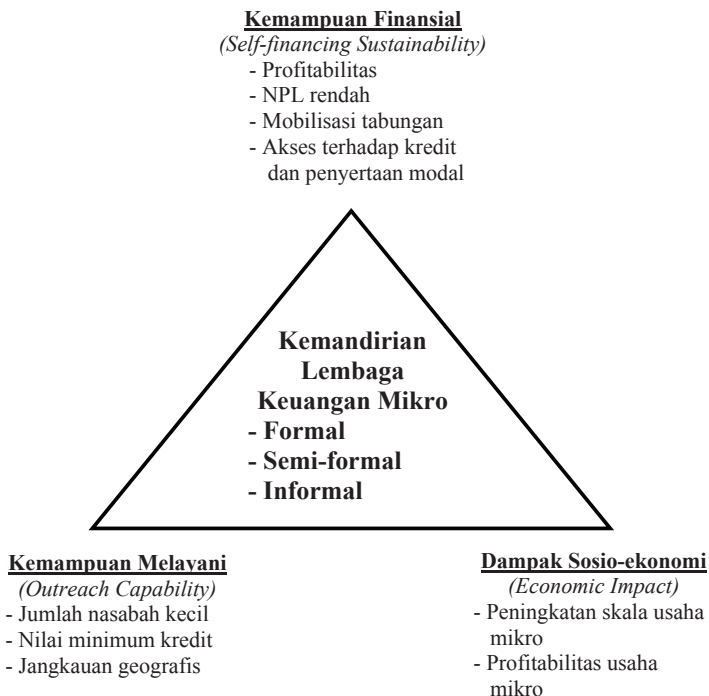 Kemampuan Finansial
(Self-financing Sustainability)
- Profitabilitas
- NPL rendah
- Mobilisasi tabungan
- Akses terhadap kredit
dan penyertaan modal
Kemandirian
Lembaga
Keuangan Mikro
- Formal
- Semi-formal
- Informal
Kemampuan Melayani
(Outreach Capability)
- Jumlah nasabah kecil
- Nilai minimum kredit
- Jangkauan geografis
Dampak Sosio-ekonomi
(Economic Impact)
- Peningkatan skala usaha
mikro
- Profitabilitas usaha
mikro